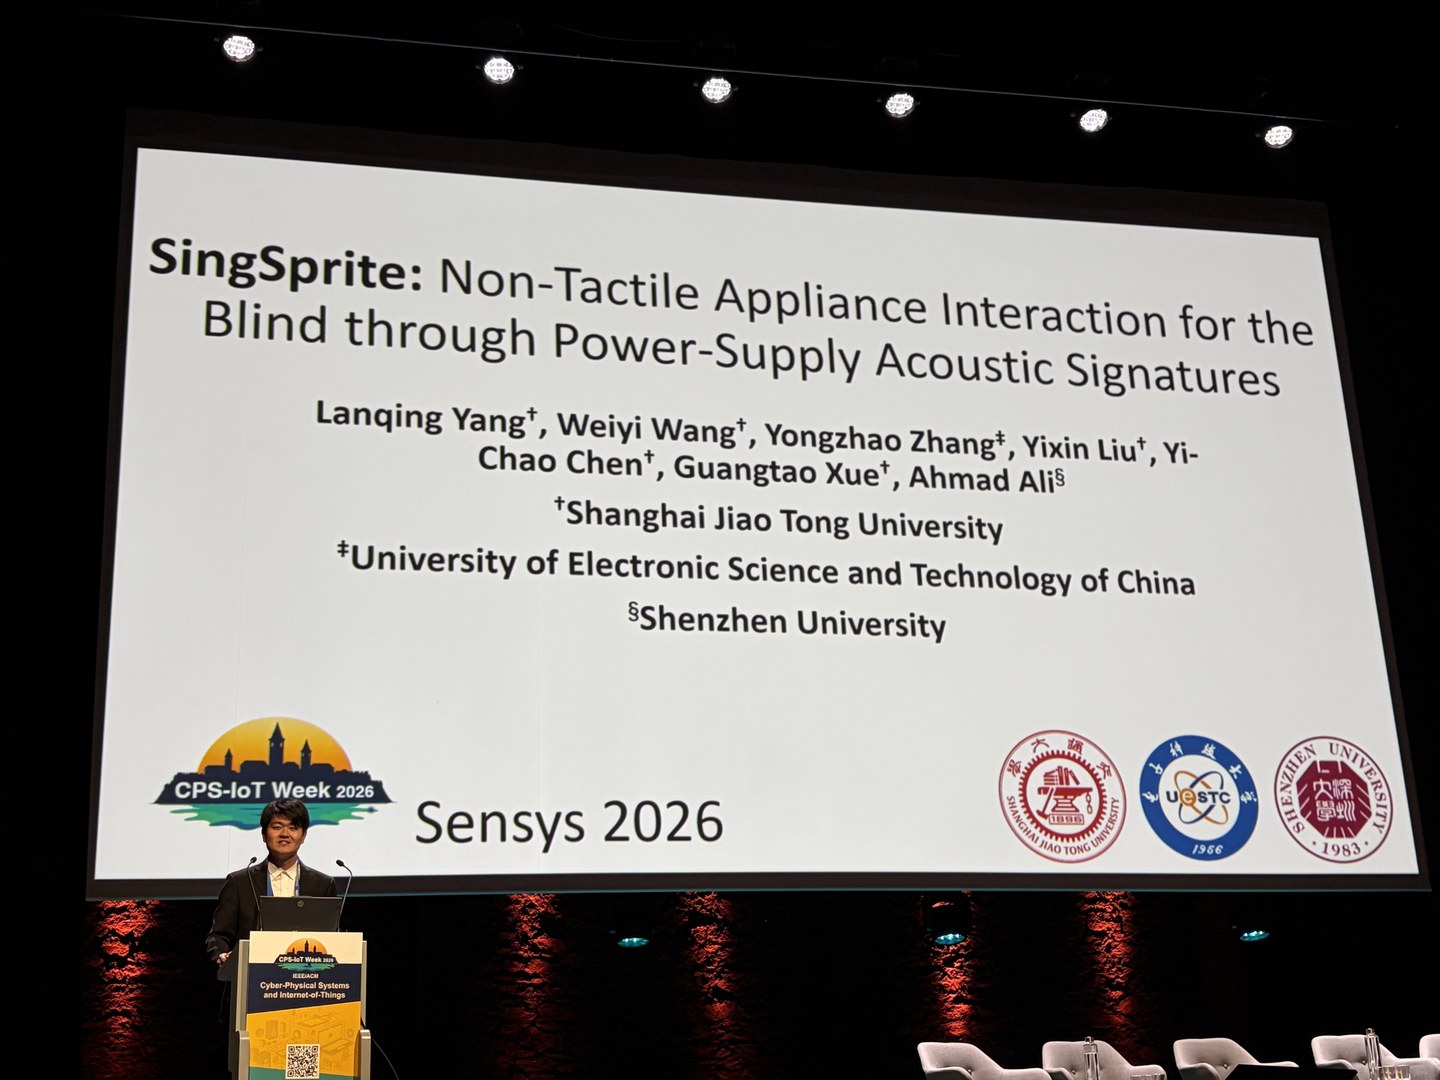 SingSprite: Non-Tactile Appliance Interaction for the
Blind through Power-Supply Acoustic Signatures
Lanqing Yang†, Weiyi Wang†, Yongzhao Zhang‡, Yixin Liu†, Yi-
Chao Chen†, Guangtao Xue†, Ahmad Ali§
†Shanghai Jiao Tong University
‡University of Electronic Science and Technology of China
§Shenzhen University
CPS-IoT Week 2026
Sensys 2026
SHANGHAI JIAO TONG UNIVERSITY
1896
UESTC
1956
SHENZHEN UNIVERSITY
·1983·
CPS-IoT Week 2026
IEEE/ACM
Cyber-Physical Systems
and Internet-of-Things